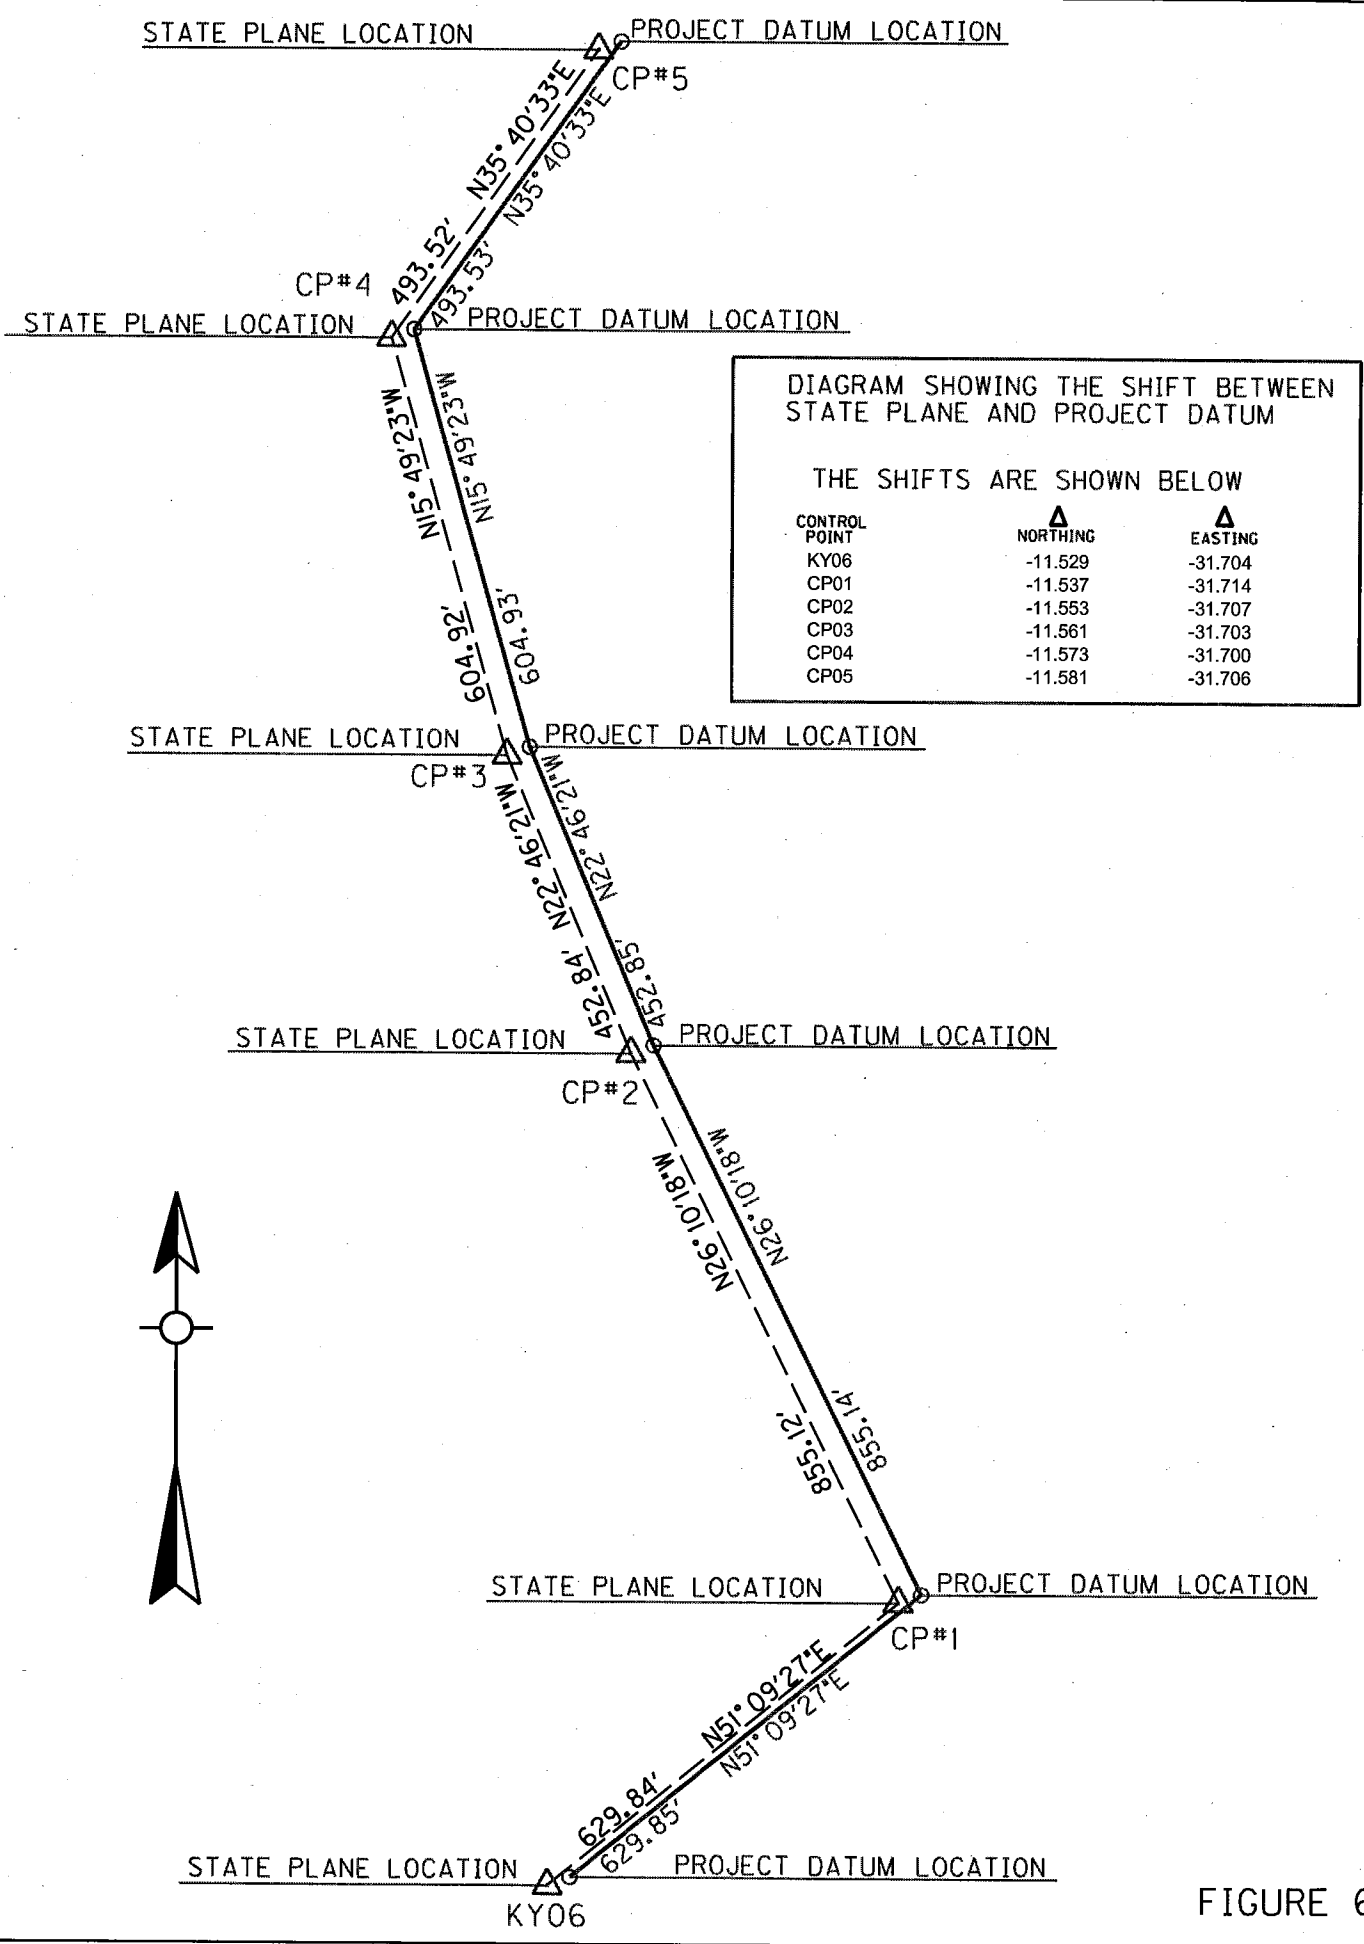 STATE PLANE LOCATION
PROJECT DATUM LOCATION
CP#5
N35°40'33"E
N35°40'33"E
493.52'
493.53'
CP#4
STATE PLANE LOCATION
PROJECT DATUM LOCATION
DIAGRAM SHOWING THE SHIFT BETWEEN
STATE PLANE AND PROJECT DATUM
THE SHIFTS ARE SHOWN BELOW
CONTROL POINT Δ NORTHING Δ EASTING
KY06 -11.529 -31.704
CP01 -11.537 -31.714
CP02 -11.553 -31.707
CP03 -11.561 -31.703
CP04 -11.573 -31.700
CP05 -11.581 -31.706
N15°49'23"W
N15°49'23"W
604.92'
604.93'
STATE PLANE LOCATION
PROJECT DATUM LOCATION
CP#3
N22°46'21"W
N22°46'21"W
452.84'
452.85'
STATE PLANE LOCATION
PROJECT DATUM LOCATION
CP#2
N26°10'18"W
N26°10'18"W
855.12'
855.14'
STATE PLANE LOCATION
PROJECT DATUM LOCATION
CP#1
N51°09'27"E
N51°09'27"E
629.84'
629.85'
STATE PLANE LOCATION
PROJECT DATUM LOCATION
KY06
FIGURE 6